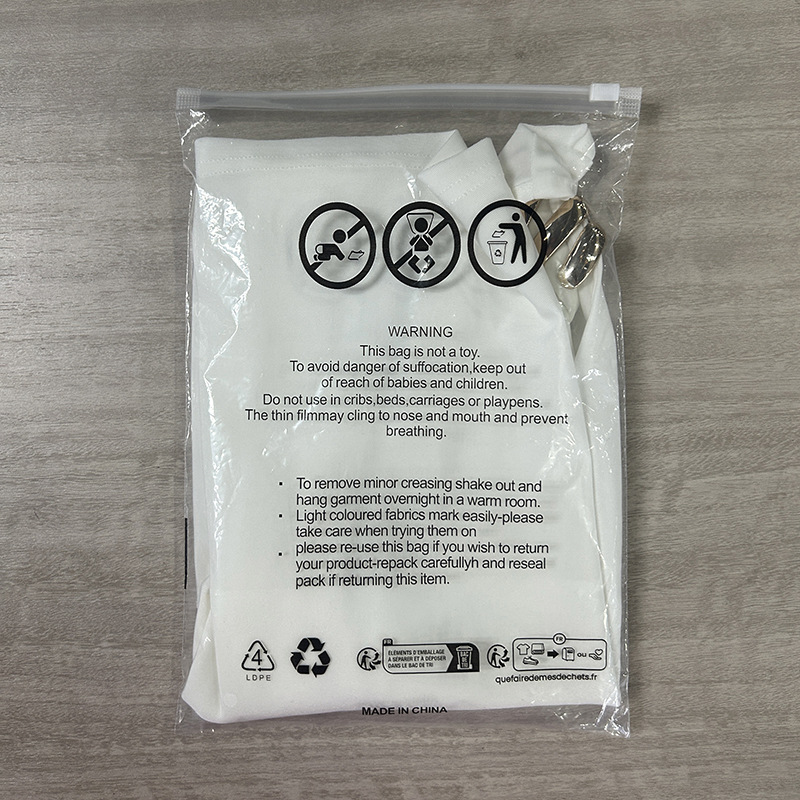 WARNING
This bag is not a toy.
To avoid danger of suffocation,keep out
of reach of babies and children.
Do not use in cribs,beds,carriages or playpens.
The thin filmmay cling to nose and mouth and prevent
breathing.
· To remove minor creasing shake out and
hang garment overnight in a warm room.
· Light coloured fabrics mark easily-please
take care when trying them on
· please re-use this bag if you wish to return
your product-repack carefullyh and reseal
pack if returning this item.
4
LDPE
FR
ÉLÉMENTS D'EMBALLAGE
À SÉPARER ET À DÉPOSER
DANS LE BAC DE TRI
BAC DE TRI
FR
OU
quefairedemesdechets.fr
MADE IN CHINA